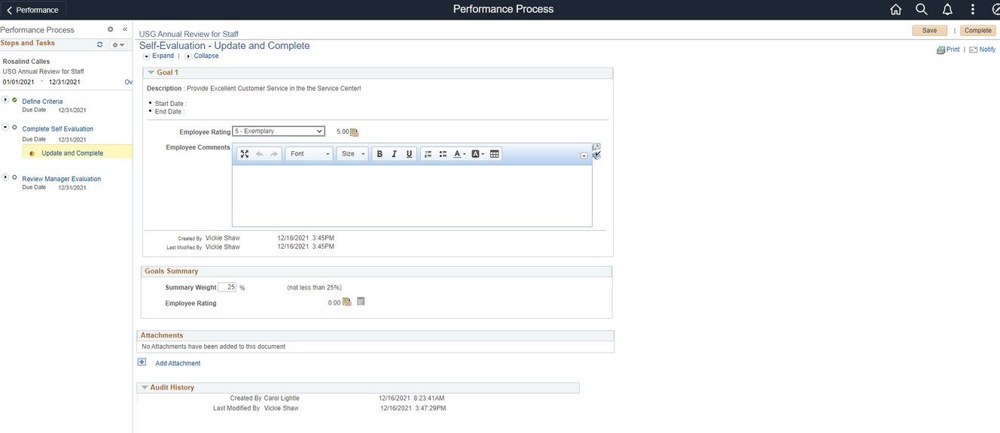 Performance
Performance Process
Performance Process
«
Steps and Tasks
Rosalind Calles
USG Annual Review for Staff
01/01/2021 - 12/31/2021 Ov
Define Criteria
Due Date 12/31/2021
Complete Self Evaluation
Due Date 12/31/2021
Update and Complete
Review Manager Evaluation
Due Date 12/31/2021
USG Annual Review for Staff
Save | Complete
Self-Evaluation - Update and Complete
Print | Notify
Expand | Collapse
Goal 1
Description : Provide Excellent Customer Service in the the Service Center!
• Start Date :
• End Date :
Employee Rating 5 - Exemplary 5.00
Employee Comments
Font Size B I U A A
Created By Vickie Shaw 12/16/2021 3:45PM
Last Modified By Vickie Shaw 12/16/2021 3:45PM
Goals Summary
Summary Weight 25 % (not less than 25%)
Employee Rating 0.00
Attachments
No Attachments have been added to this document
Add Attachment
Audit History
Created By Carol Lightle 12/16/2021 8:23:41AM
Last Modified By Vickie Shaw 12/16/2021 3:47:29PM